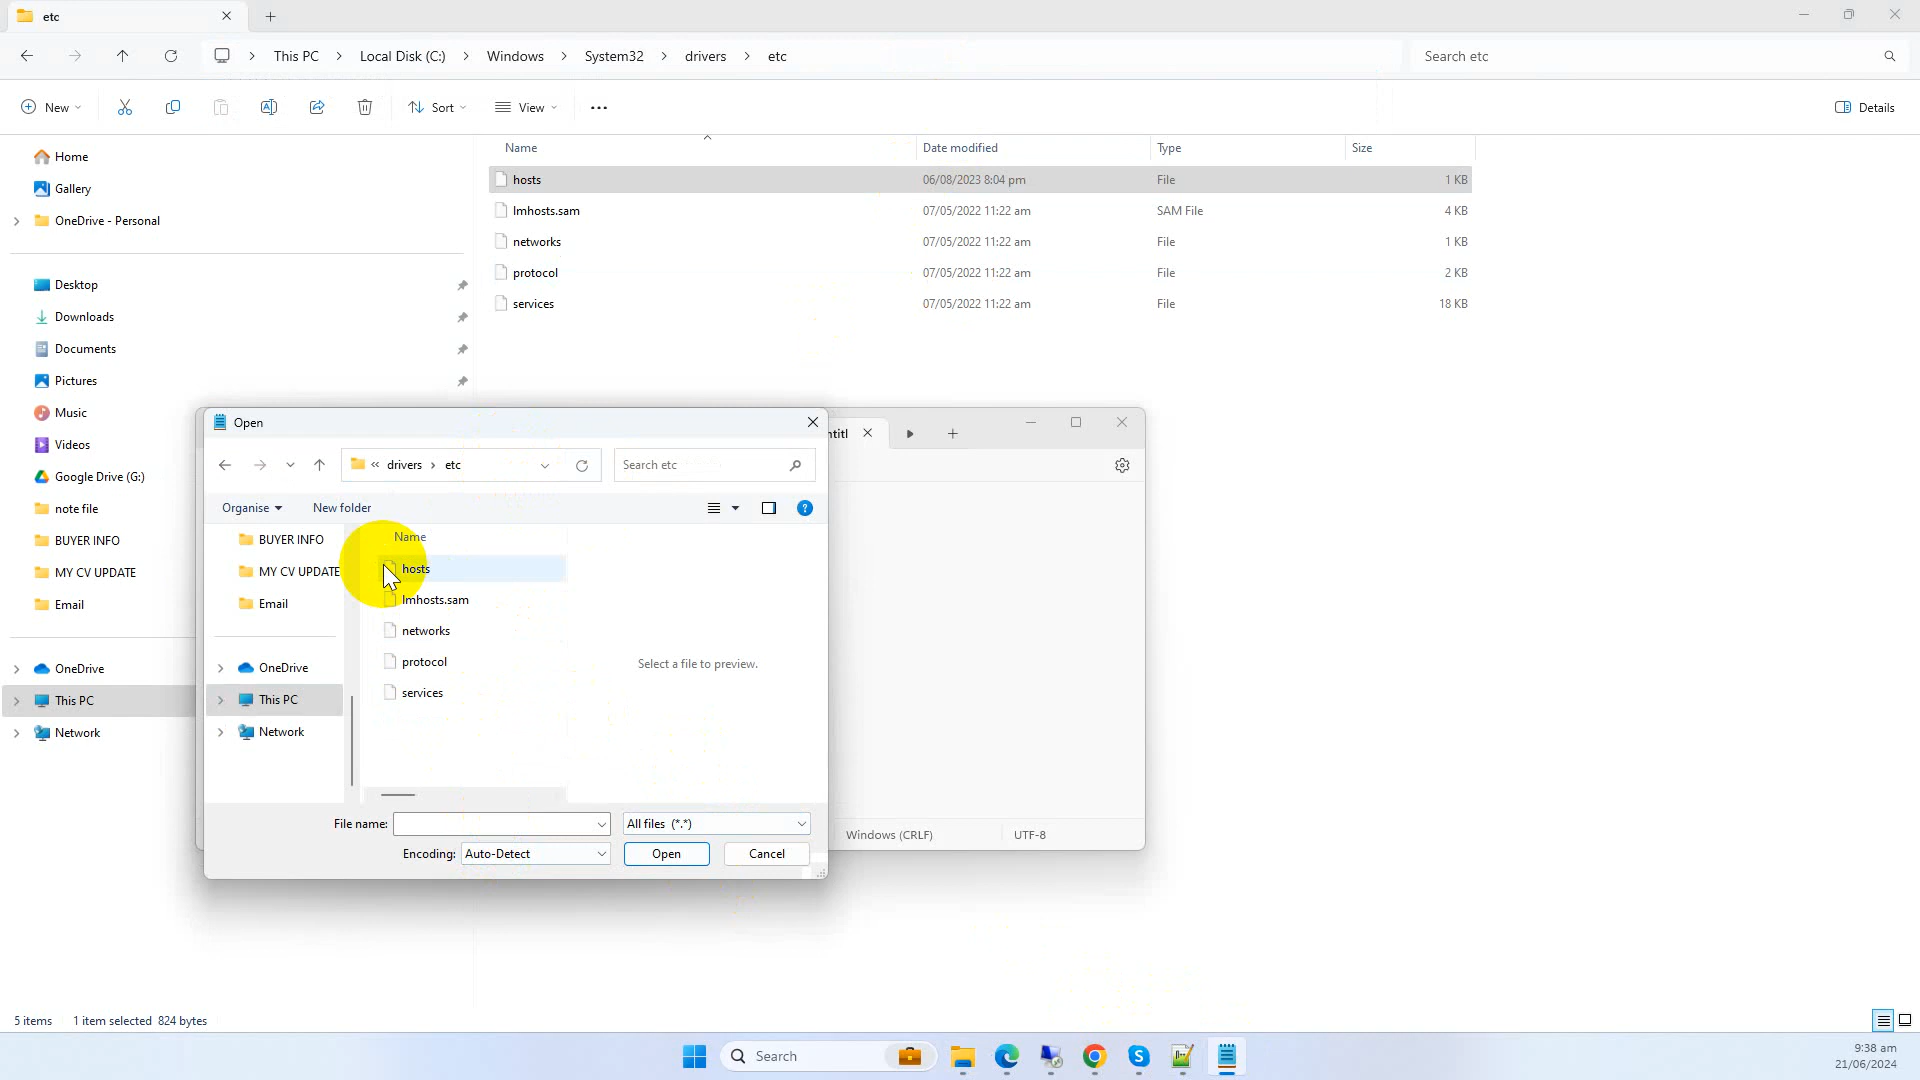 etc
This PC > Local Disk (C:) > Windows > System32 > drivers > etc
Search etc
New
Sort
View
Details
Name
Date modified
Type
Size
hosts 06/08/2023 8:04 pm File 1 KB
lmhosts.sam 07/05/2022 11:22 am SAM File 4 KB
networks 07/05/2022 11:22 am File 1 KB
protocol 07/05/2022 11:22 am File 2 KB
services 07/05/2022 11:22 am File 18 KB
Home
Gallery
OneDrive - Personal
Desktop
Downloads
Documents
Pictures
Music
Videos
Google Drive (G:)
note file
BUYER INFO
MY CV UPDATE
Email
OneDrive
This PC
Network
Open
ntitl
« drivers > etc
Search etc
Organise
New folder
BUYER INFO
MY CV UPDATE
Email
OneDrive
This PC
Network
Name
hosts
lmhosts.sam
networks
protocol
services
Select a file to preview.
File name:
All files (*.*)
Encoding: Auto-Detect
Open
Cancel
Windows (CRLF)
UTF-8
5 items 1 item selected 824 bytes
Search
9:38 am
21/06/2024